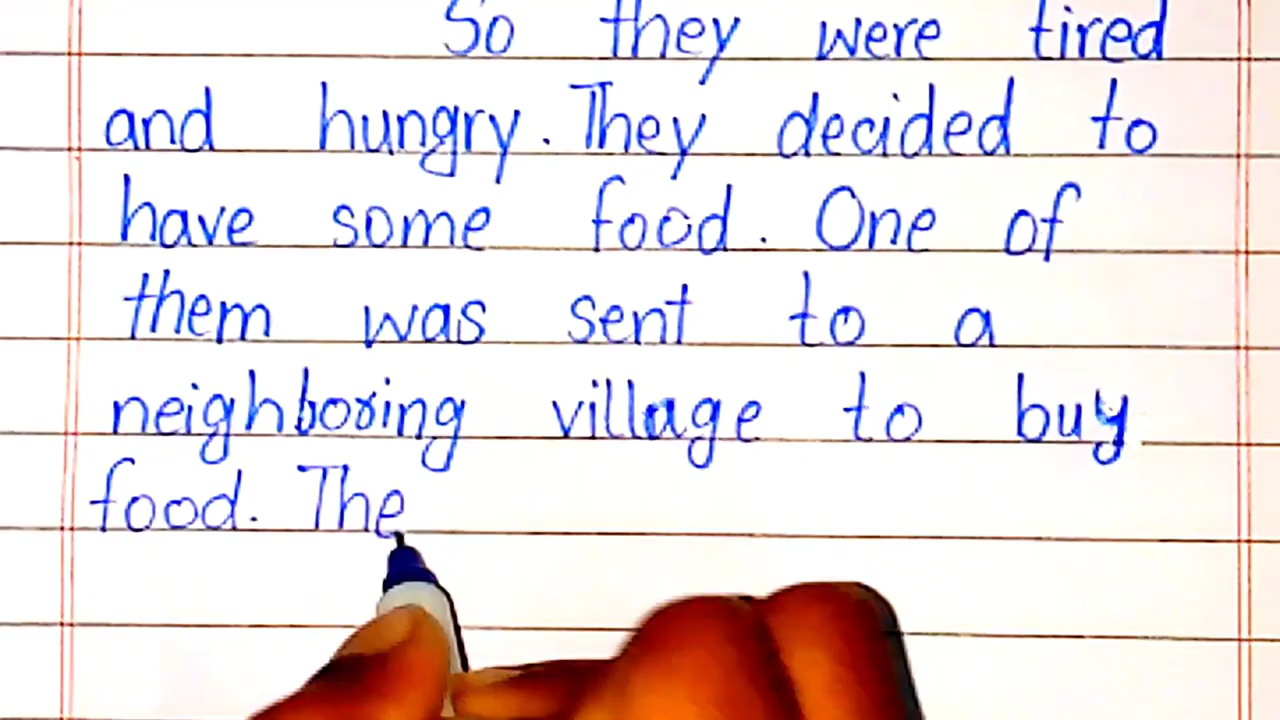 So they were tired
and hungry. They decided to
have some food. One of
them was sent to a
neighboring village to buy
food. The